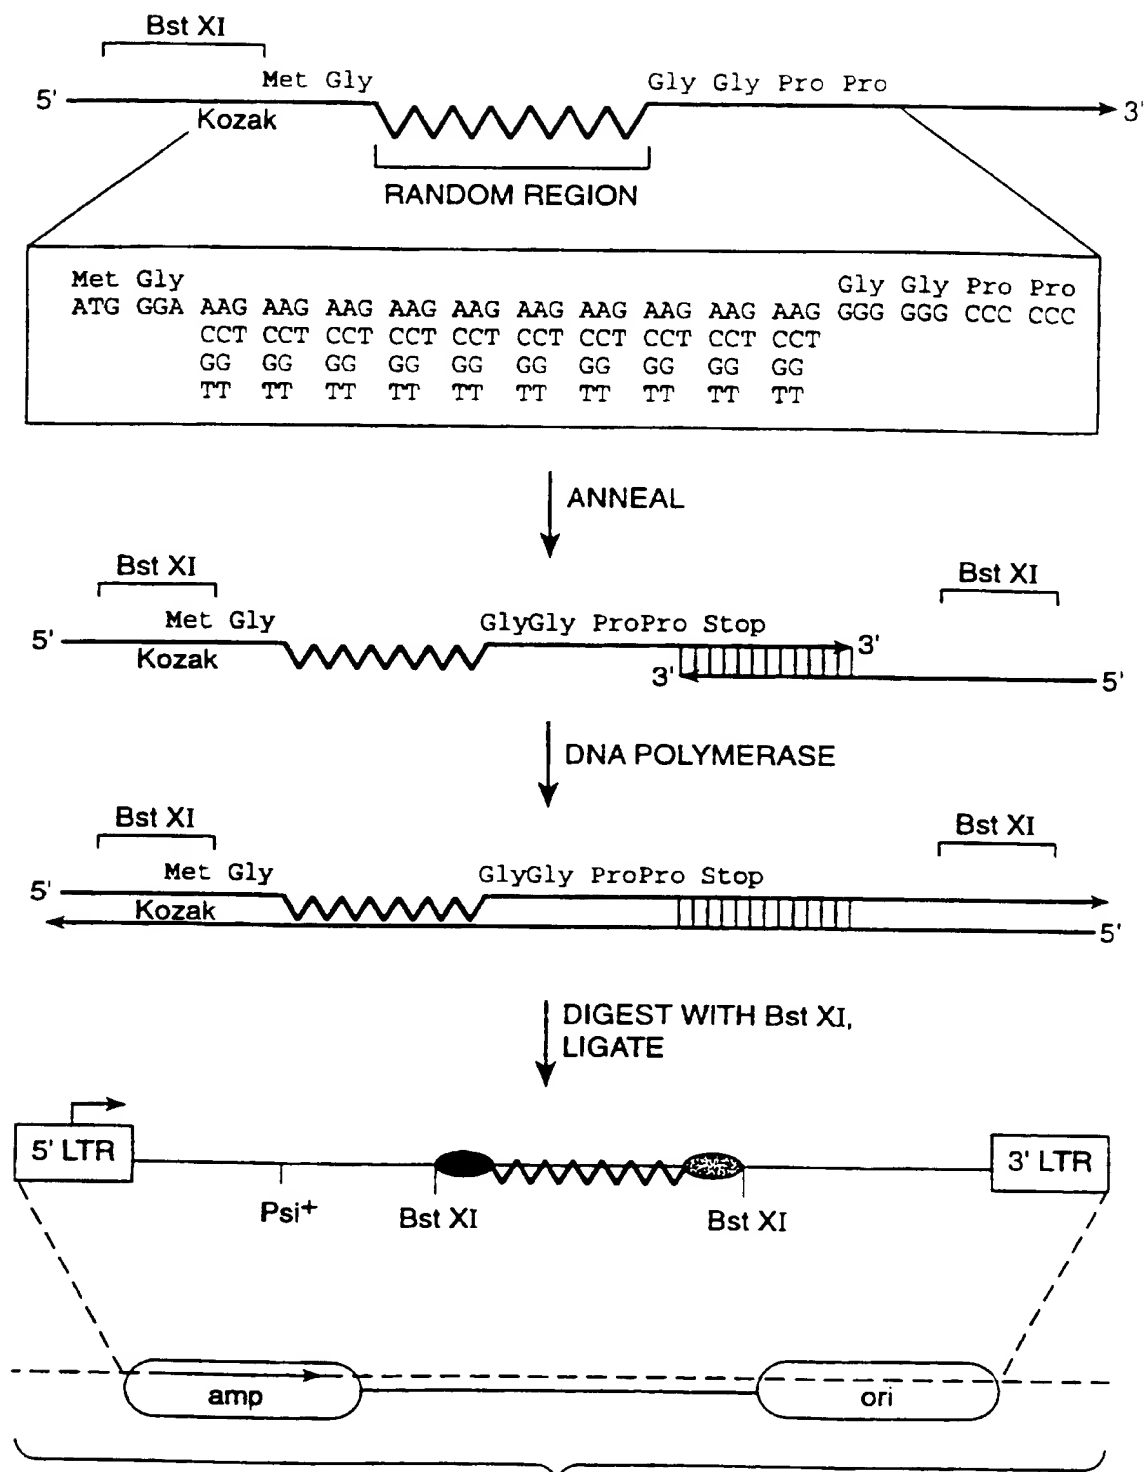 Bst XI
Met Gly
Gly Gly Pro Pro
5'
3'
Kozak
RANDOM REGION
Met Gly
Gly Gly Pro Pro
ATG GGA AAG AAG AAG AAG AAG AAG AAG AAG AAG AAG GGG GGG CCC CCC
CCT CCT CCT CCT CCT CCT CCT CCT CCT CCT
GG GG GG GG GG GG GG GG GG GG
TT TT TT TT TT TT TT TT TT TT
ANNEAL
Bst XI
Bst XI
Met Gly
GlyGly ProPro Stop
5'
3'
Kozak
3'
5'
DNA POLYMERASE
Bst XI
Bst XI
Met Gly
GlyGly ProPro Stop
5'
Kozak
5'
DIGEST WITH Bst XI,
LIGATE
5' LTR
3' LTR
Psi+
Bst XI
Bst XI
amp
ori